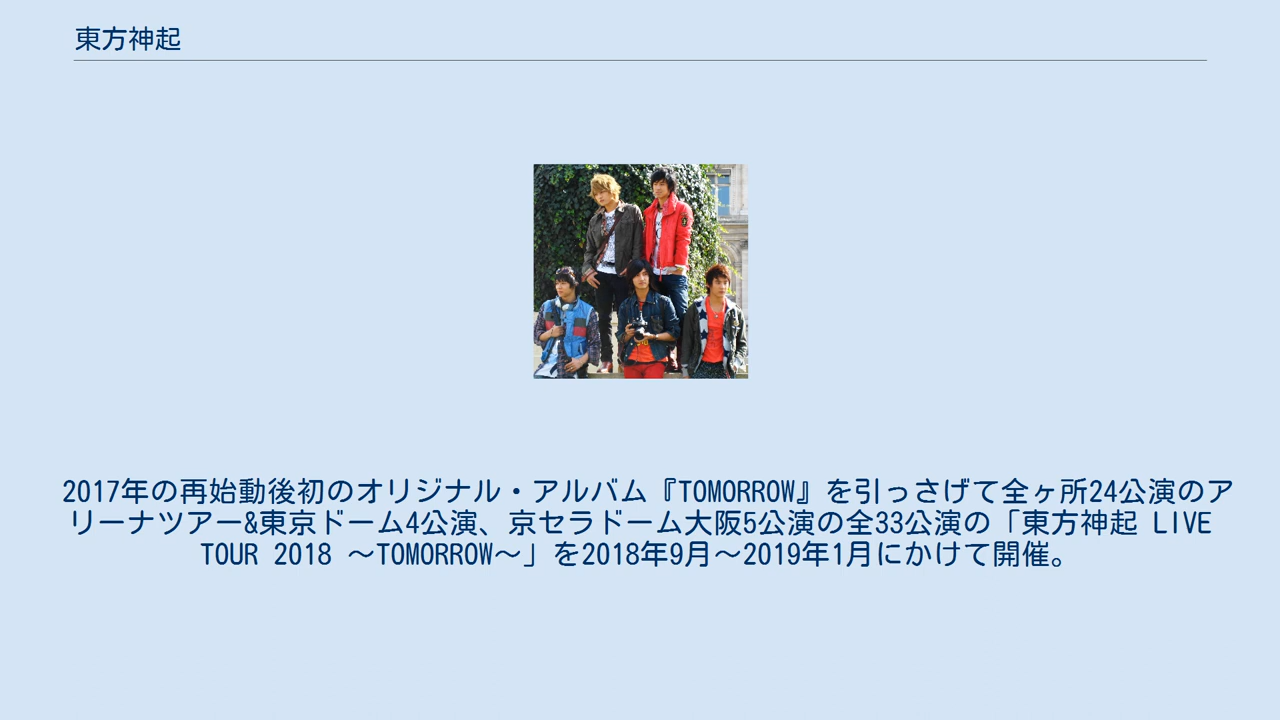 東方神起
2017年の再始動後初のオリジナル・アルバム『TOMORROW』を引っさげて全ヶ所24公演のア
リーナツアー&東京ドーム4公演、京セラドーム大阪5公演の全33公演の「東方神起 LIVE
TOUR 2018 ～TOMORROW～」を2018年9月～2019年1月にかけて開催。